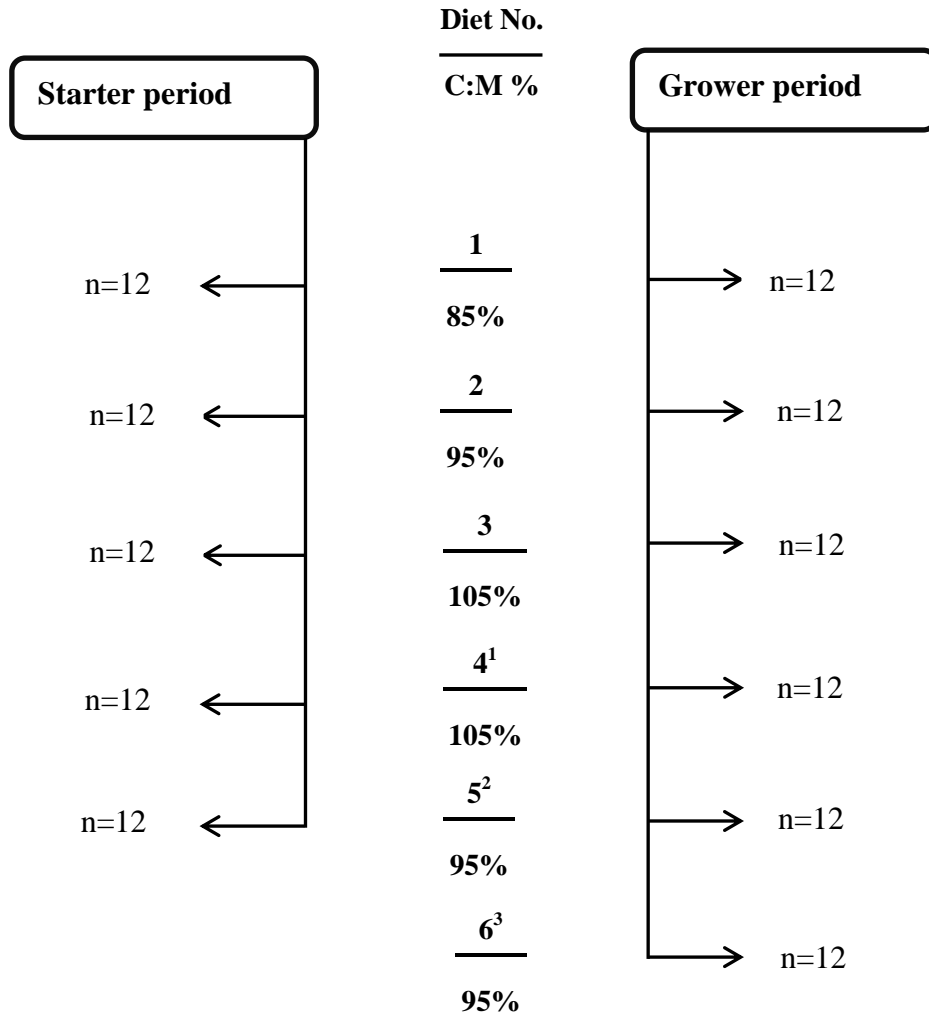 Diet No.
C:M %
Starter period
Grower period
1
85%
n=12
n=12
2
95%
n=12
n=12
3
105%
n=12
n=12
4¹
105%
n=12
n=12
5²
95%
n=12
n=12
6³
95%
n=12